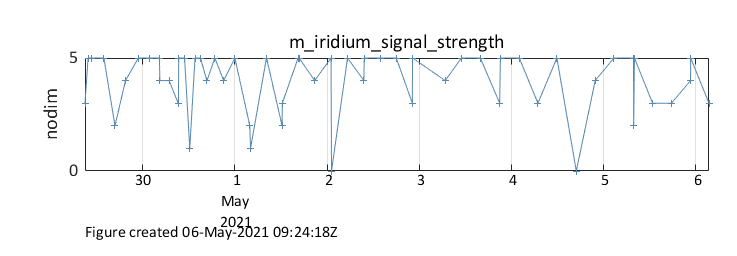 m_iridium_signal_strength
5
nodim
0
30 1 2 3 4 5 6
May
2021
Figure created 06-May-2021 09:24:18Z